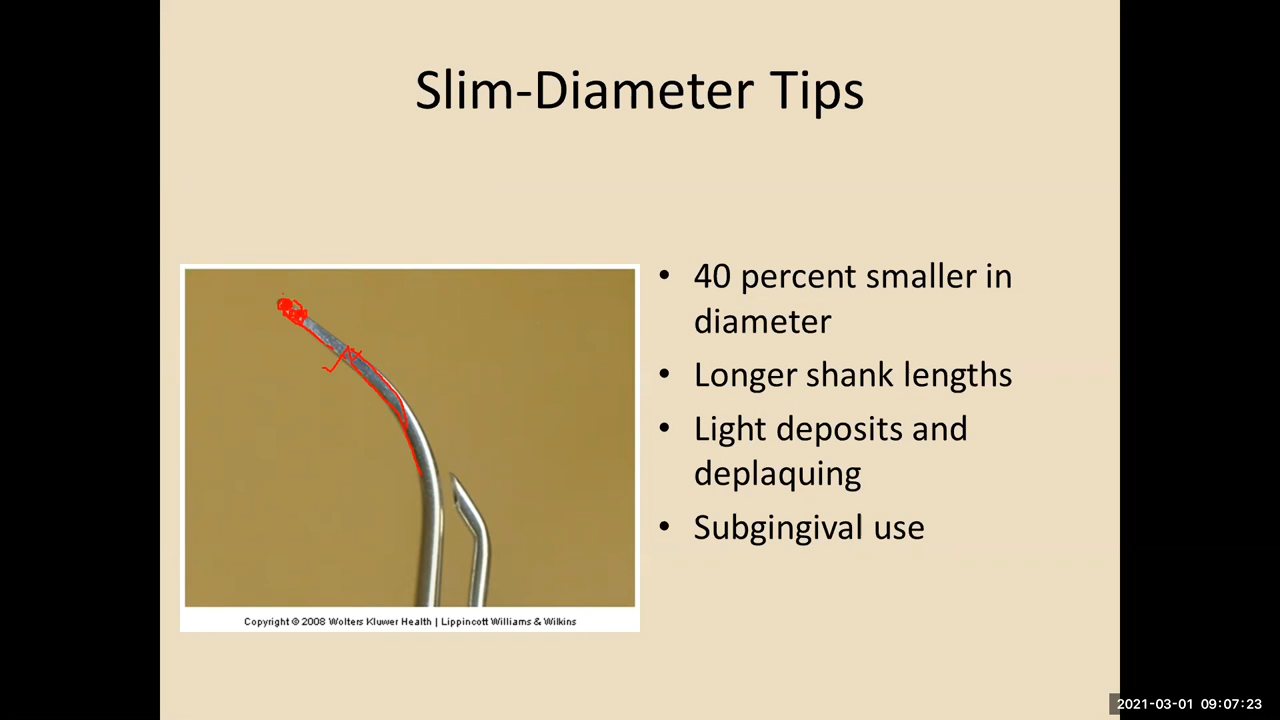 Slim-Diameter Tips
• 40 percent smaller in
diameter
• Longer shank lengths
• Light deposits and
deplaquing
• Subgingival use
Copyright © 2008 Wolters Kluwer Health | Lippincott Williams & Wilkins
2021-03-01 09:07:23